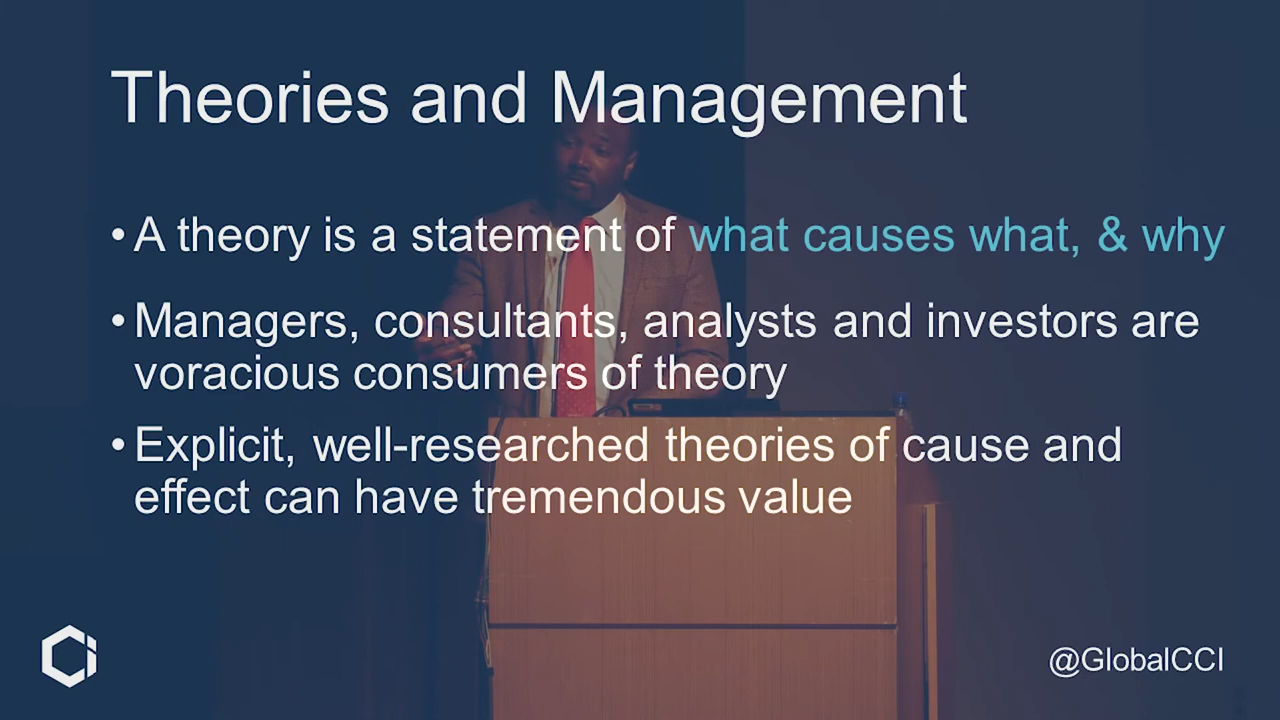 Theories and Management
• A theory is a statement of what causes what, & why
• Managers, consultants, analysts and investors are
voracious consumers of theory
• Explicit, well-researched theories of cause and
effect can have tremendous value
@GlobalCCI